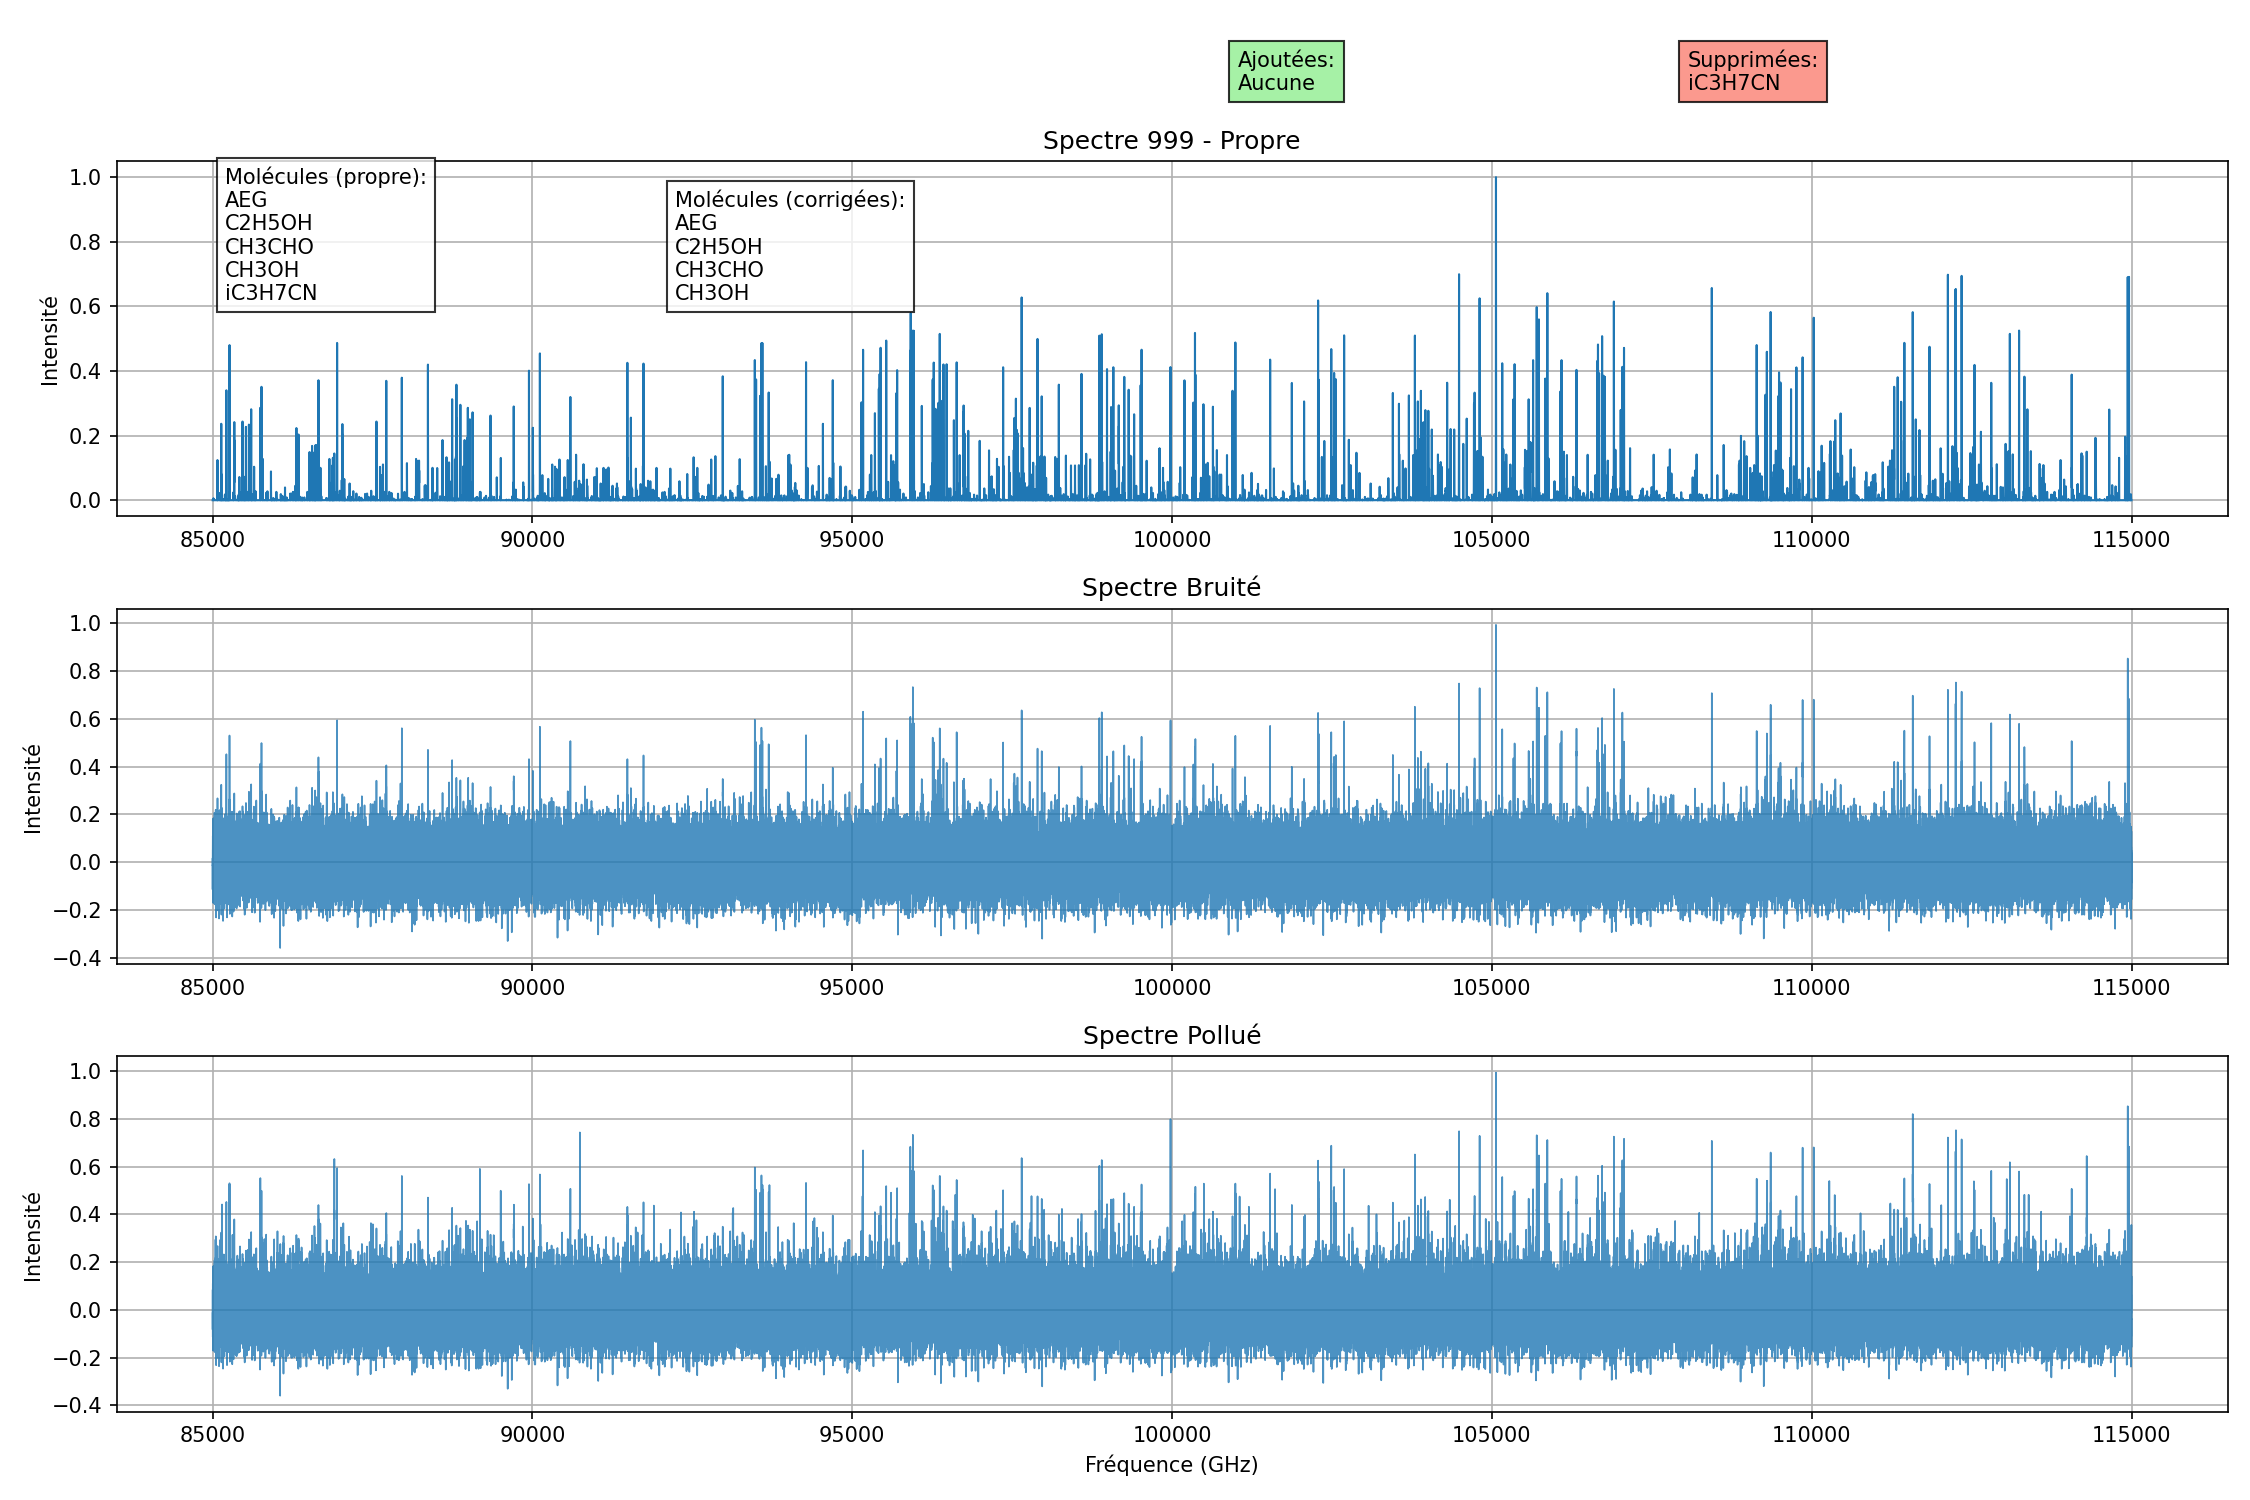 Ajoutées:
Aucune
Supprimées:
iC3H7CN
Spectre 999 - Propre
Molécules (propre):
AEG
C2H5OH
CH3CHO
CH3OH
iC3H7CN
Molécules (corrigées):
AEG
C2H5OH
CH3CHO
CH3OH
Intensité
1.0
0.8
0.6
0.4
0.2
0.0
85000 90000 95000 100000 105000 110000 115000
Spectre Bruité
Intensité
1.0
0.8
0.6
0.4
0.2
0.0
−0.2
−0.4
85000 90000 95000 100000 105000 110000 115000
Spectre Pollué
Intensité
1.0
0.8
0.6
0.4
0.2
0.0
−0.2
−0.4
85000 90000 95000 100000 105000 110000 115000
Fréquence (GHz)